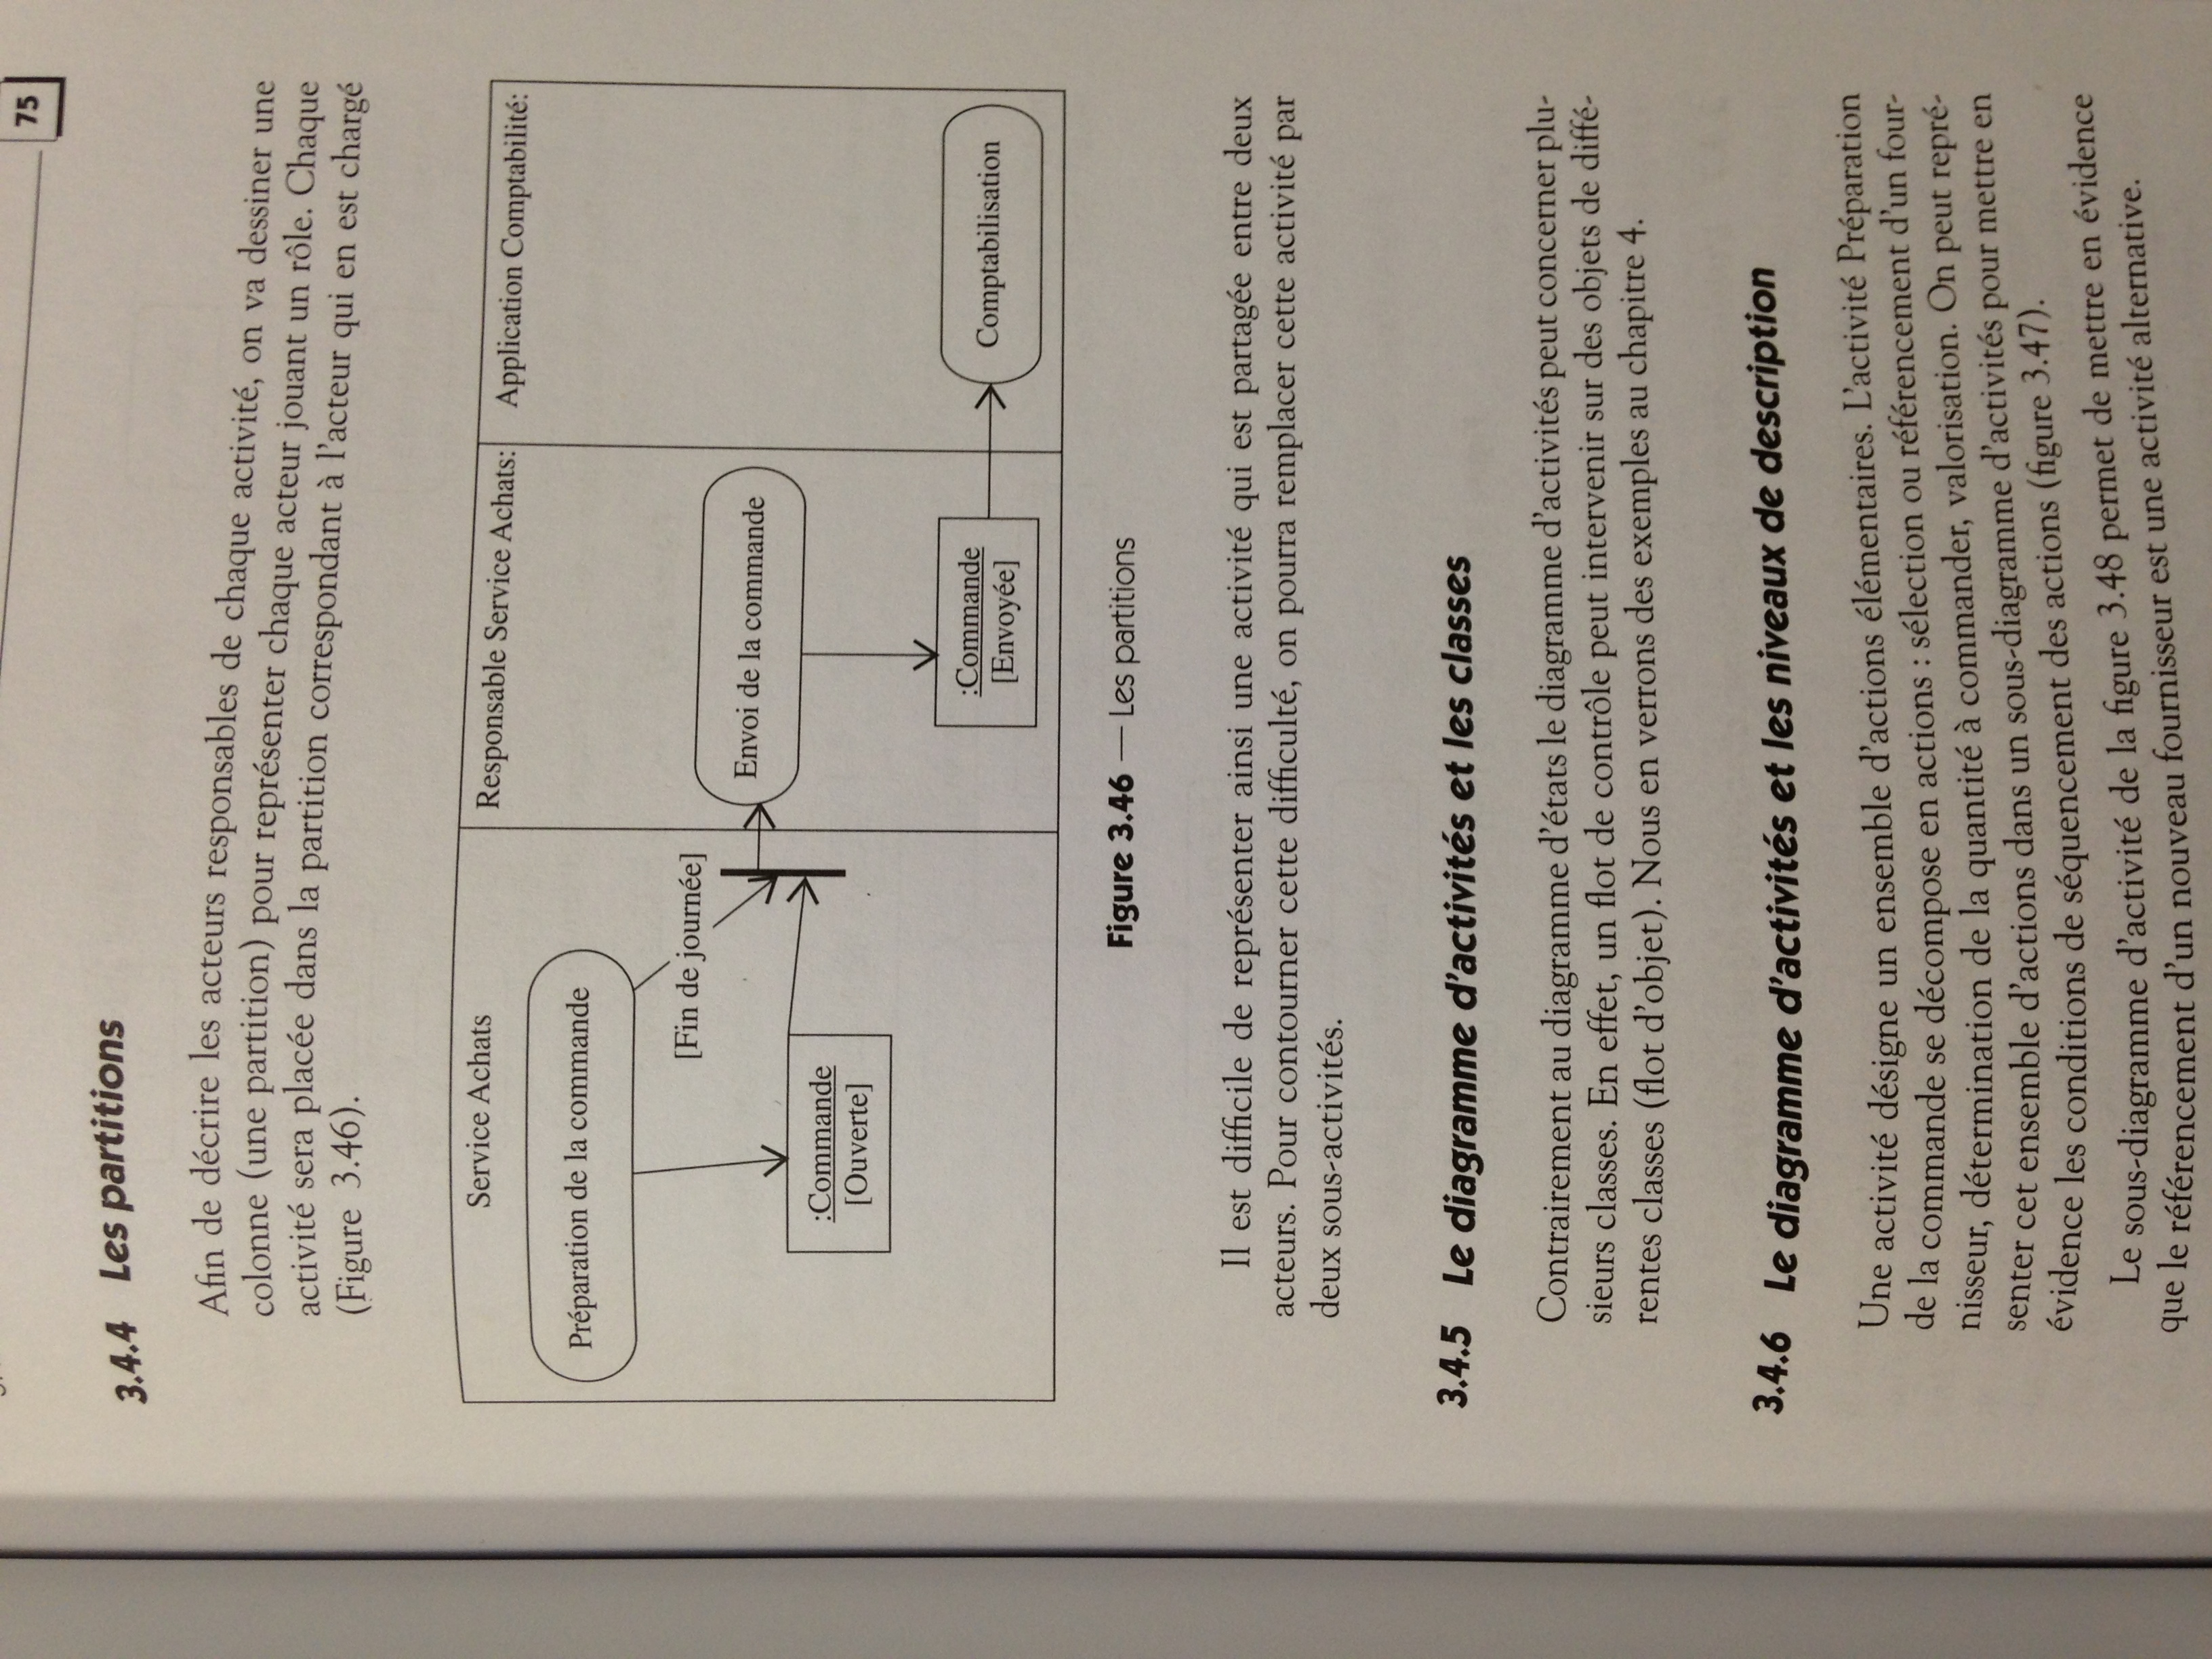 75
3.4.4 Les partitions
Afin de décrire les acteurs responsables de chaque activité, on va dessiner une
colonne (une partition) pour représenter chaque acteur jouant un rôle. Chaque
activité sera placée dans la partition correspondant à l'acteur qui en est chargé
(Figure 3.46).
Service Achats
Responsable Service Achats:
Application Comptabilité:
Préparation de la commande
[Fin de journée]
Envoi de la commande
:Commande
[Ouverte]
:Commande
[Envoyée]
Comptabilisation
Figure 3.46 — Les partitions
Il est difficile de représenter ainsi une activité qui est partagée entre deux
acteurs. Pour contourner cette difficulté, on pourra remplacer cette activité par
deux sous-activités.
3.4.5 Le diagramme d'activités et les classes
Contrairement au diagramme d'états le diagramme d'activités peut concerner plu-
sieurs classes. En effet, un flot de contrôle peut intervenir sur des objets de diffé-
rentes classes (flot d'objet). Nous en verrons des exemples au chapitre 4.
3.4.6 Le diagramme d'activités et les niveaux de description
Une activité désigne un ensemble d'actions élémentaires. L'activité Préparation
de la commande se décompose en actions : sélection ou référencement d'un four-
nisseur, détermination de la quantité à commander, valorisation. On peut repré-
senter cet ensemble d'actions dans un sous-diagramme d'activités pour mettre en
évidence les conditions de séquencement des actions (figure 3.47).
Le sous-diagramme d'activité de la figure 3.48 permet de mettre en évidence
que le référencement d'un nouveau fournisseur est une activité alternative.